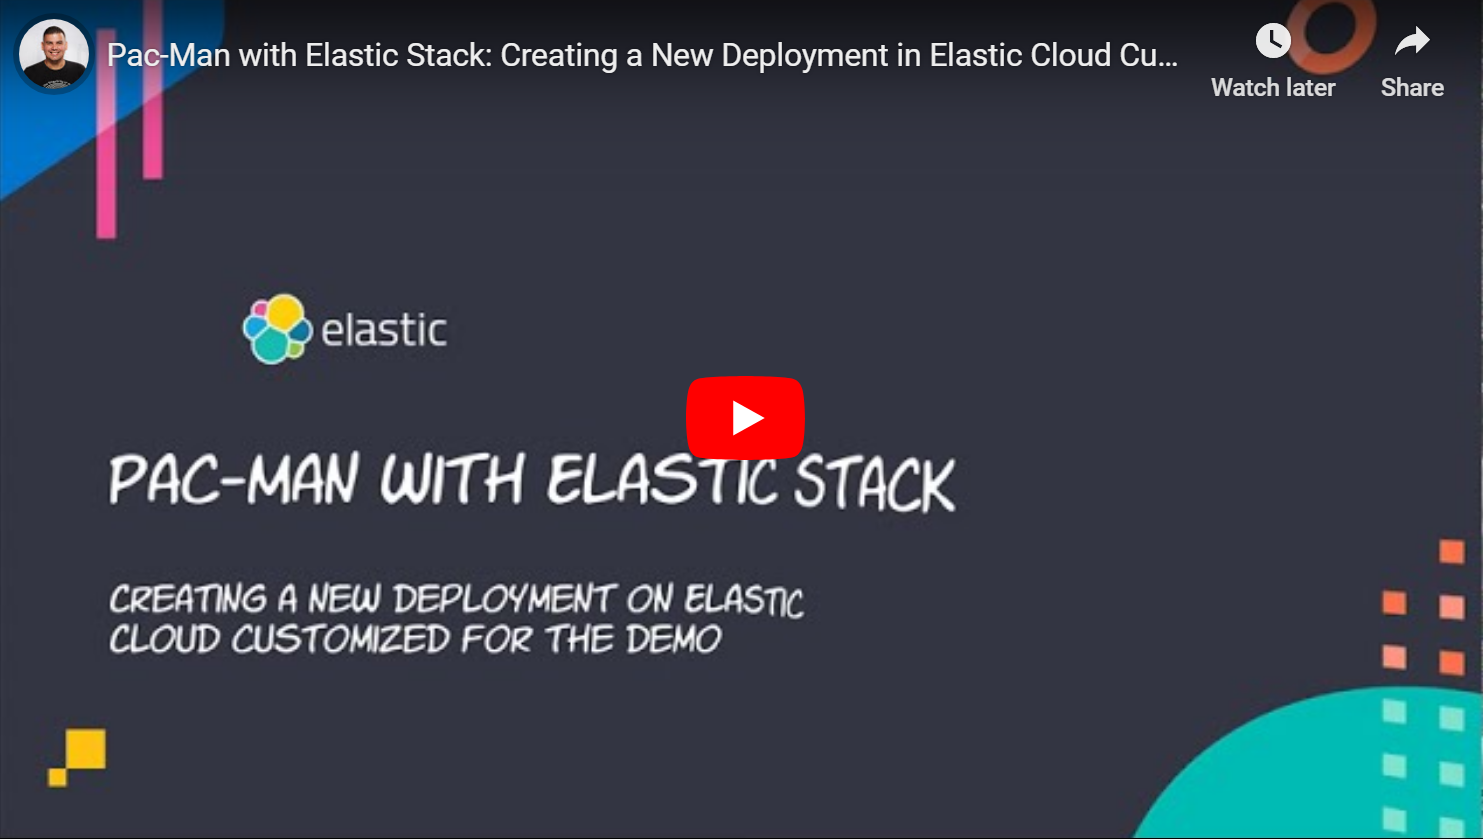 Pac-Man with Elastic Stack: Creating a New Deployment in Elastic Cloud Cu...
Watch later
Share
elastic
PAC-MAN WITH ELASTIC STACK
CREATING A NEW DEPLOYMENT ON ELASTIC
CLOUD CUSTOMIZED FOR THE DEMO